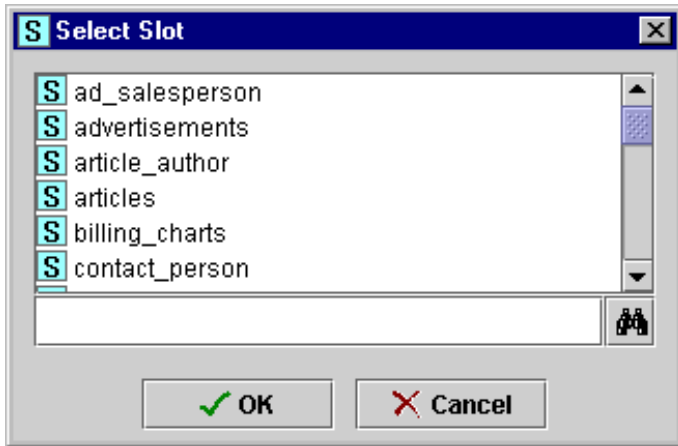 S Select Slot
S ad_salesperson
S advertisements
S article_author
S articles
S billing_charts
S contact_person
OK Cancel